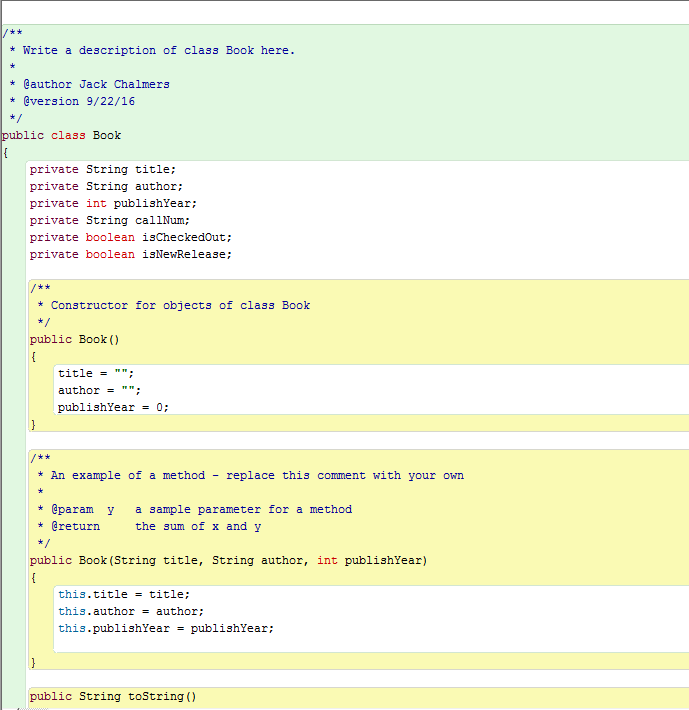 /**
 * Write a description of class Book here.
 *
 * @author Jack Chalmers
 * @version 9/22/16
 */
public class Book
{
    private String title;
    private String author;
    private int publishYear;
    private String callNum;
    private boolean isCheckedOut;
    private boolean isNewRelease;

    /**
     * Constructor for objects of class Book
     */
    public Book()
    {
        title = "";
        author = "";
        publishYear = 0;
    }

    /**
     * An example of a method - replace this comment with your own
     *
     * @param  y   a sample parameter for a method
     * @return     the sum of x and y
     */
    public Book(String title, String author, int publishYear)
    {
        this.title = title;
        this.author = author;
        this.publishYear = publishYear;

    }

    public String toString()